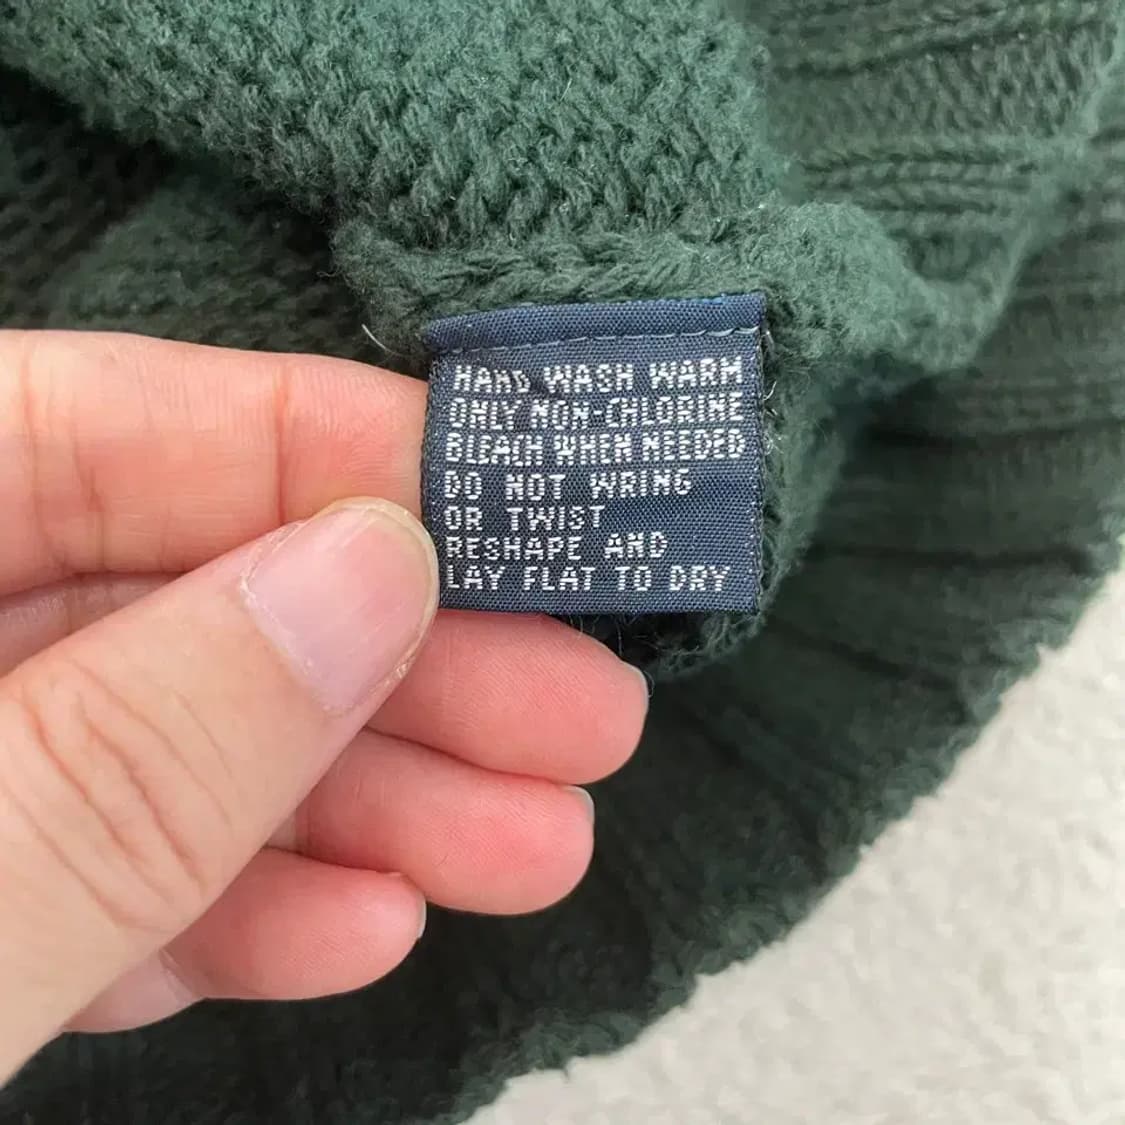 HAND WASH WARM
ONLY NON-CHLORINE
BLEACH WHEN NEEDED
DO NOT WRING
OR TWIST
RESHAPE AND
LAY FLAT TO DRY